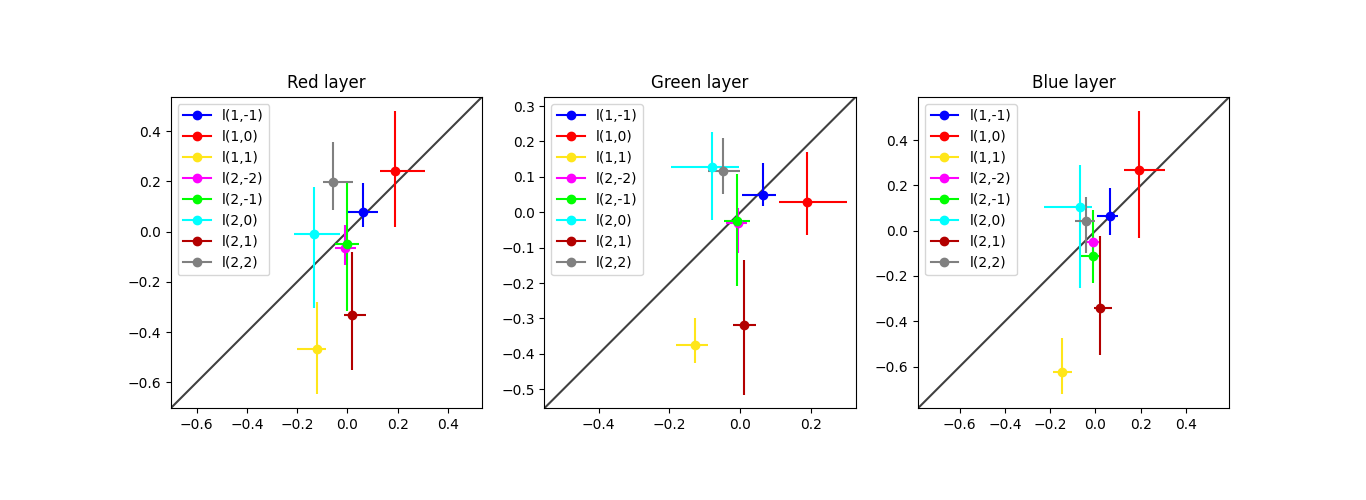 Red layer
Green layer
Blue layer
l(1,-1)
l(1,0)
l(1,1)
l(2,-2)
l(2,-1)
l(2,0)
l(2,1)
l(2,2)
0.4
0.2
0.0
−0.2
−0.4
−0.6
−0.6
−0.4
−0.2
0.0
0.2
0.4
l(1,-1)
l(1,0)
l(1,1)
l(2,-2)
l(2,-1)
l(2,0)
l(2,1)
l(2,2)
0.3
0.2
0.1
0.0
−0.1
−0.2
−0.3
−0.4
−0.5
−0.4
−0.2
0.0
0.2
l(1,-1)
l(1,0)
l(1,1)
l(2,-2)
l(2,-1)
l(2,0)
l(2,1)
l(2,2)
0.4
0.2
0.0
−0.2
−0.4
−0.6
−0.6
−0.4
−0.2
0.0
0.2
0.4